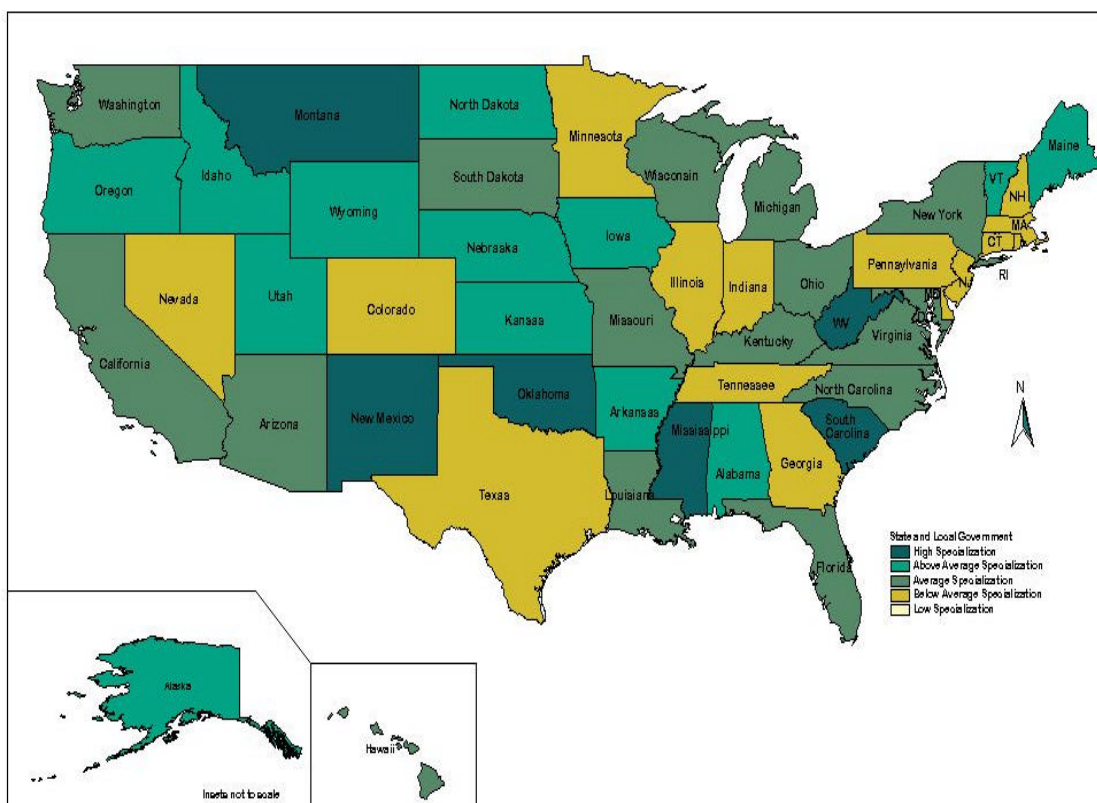 Washington
Montana
North Dakota
Minnesota
Maine
Oregon
Idaho
South Dakota
Wisconsin
Michigan
VT
NH
New York
MA
CT
RI
Wyoming
Nebraska
Iowa
Pennsylvania
NJ
Nevada
Utah
Colorado
Kansas
Missouri
Illinois
Indiana
Ohio
MD
DC
WV
Virginia
Kentucky
California
Arizona
New Mexico
Oklahoma
Arkansas
Tennessee
North Carolina
South
Carolina
Mississippi
Alabama
Georgia
Texas
Louisiana
Florida
N
State and Local Government
High Specialization
Above Average Specialization
Average Specialization
Below Average Specialization
Low Specialization
Alaska
Hawaii
Insets not to scale